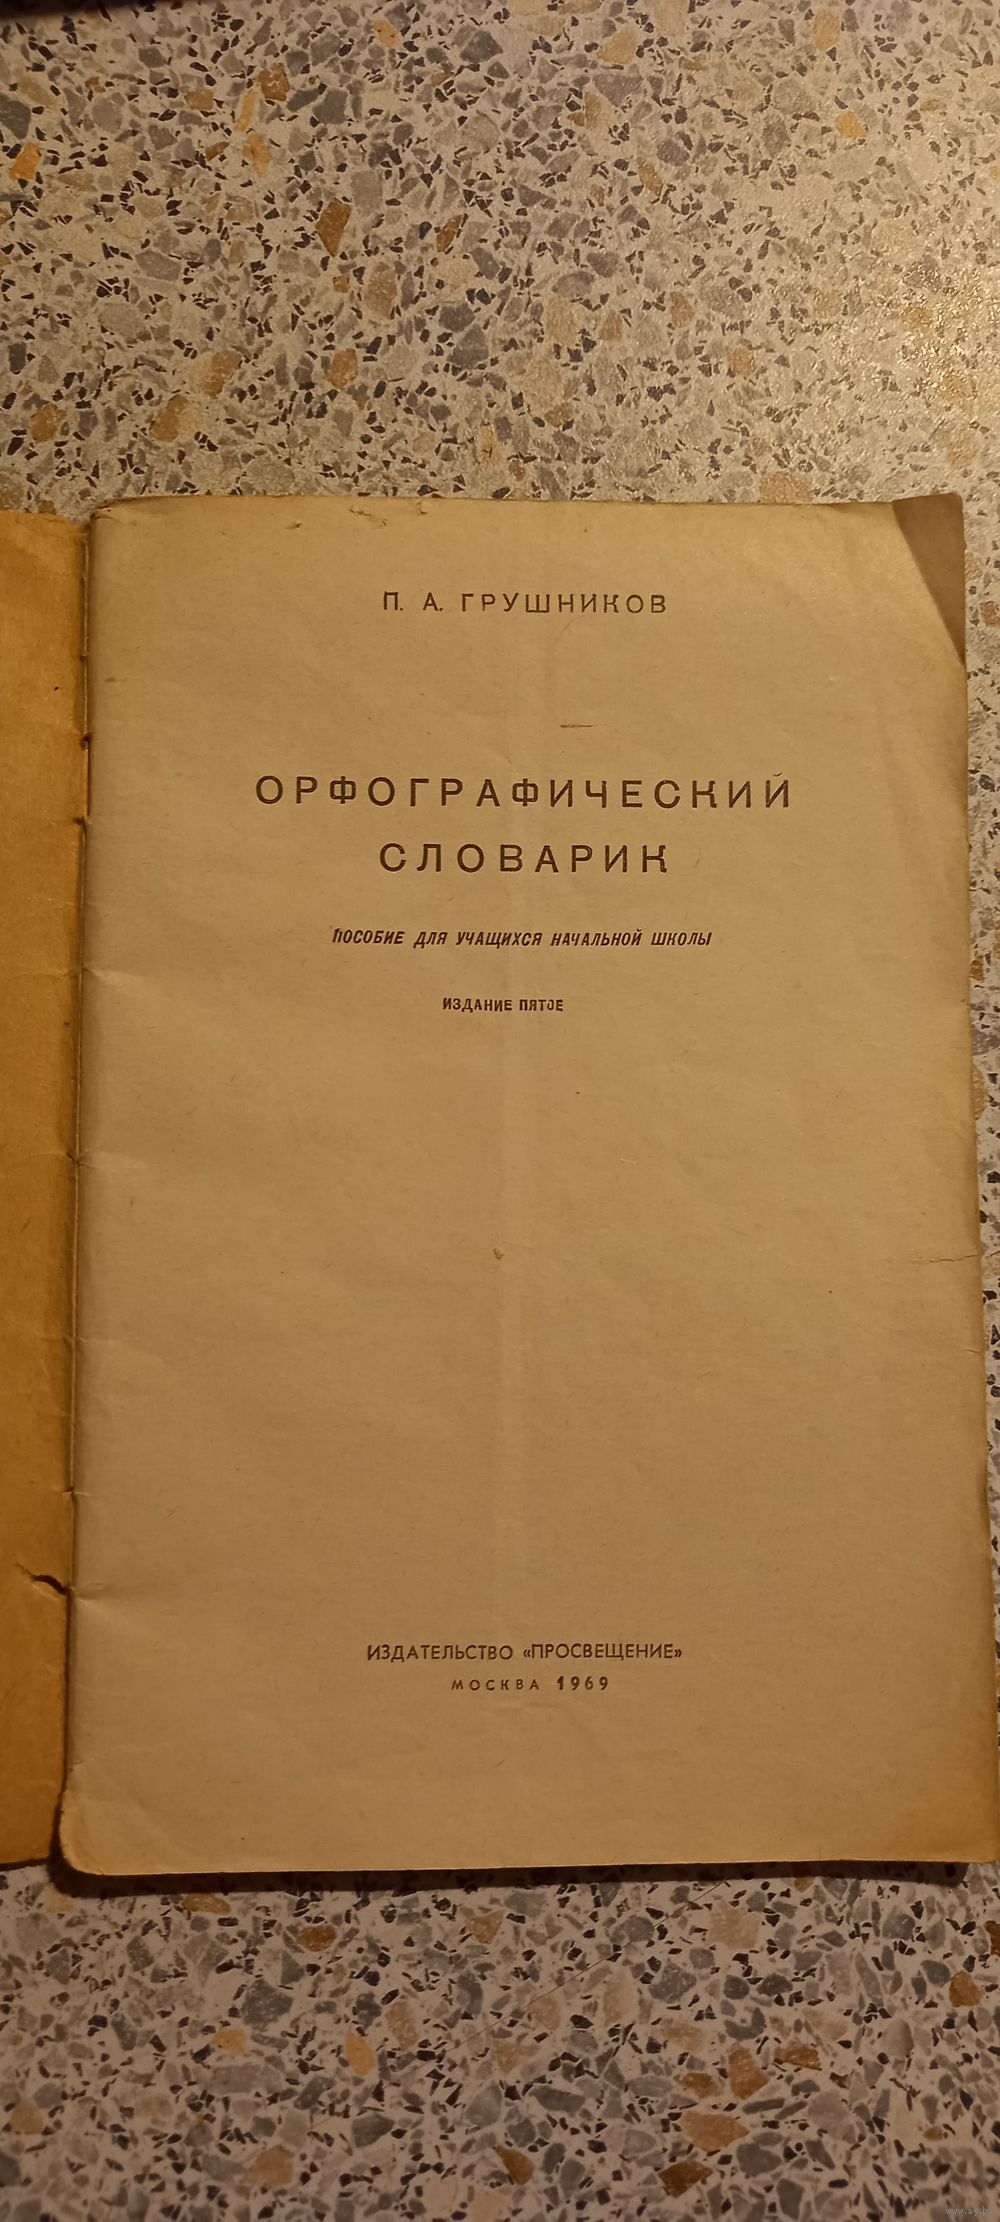 П. А. ГРУШНИКОВ
ОРФОГРАФИЧЕСКИЙ
СЛОВАРИК
ПОСОБИЕ ДЛЯ УЧАЩИХСЯ НАЧАЛЬНОЙ ШКОЛЫ
ИЗДАНИЕ ПЯТОЕ
ИЗДАТЕЛЬСТВО «ПРОСВЕЩЕНИЕ»
МОСКВА 1969